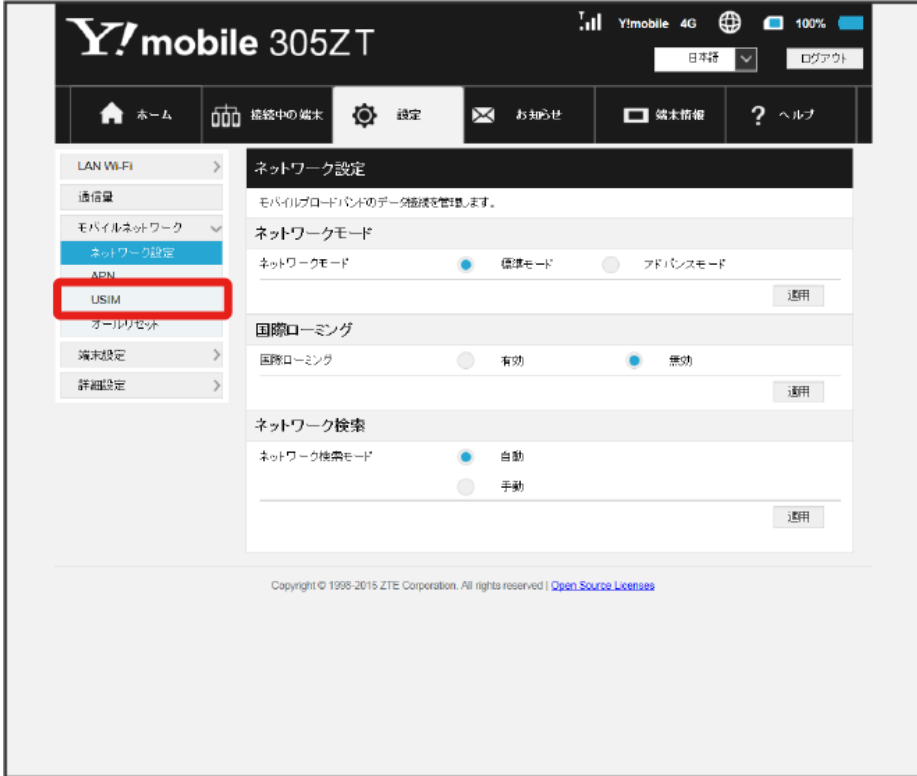 Y! mobile 305ZT
Y!mobile 4G 100%
日本語 ログアウト
ホーム 接続中の端末 設定 お知らせ 端末情報 ? ヘルプ
LAN Wi-Fi
通信量
モバイルネットワーク
ネットワーク設定
APN
USIM
オールリセット
端末設定
詳細設定
ネットワーク設定
モバイルブロードバンドのデータ接続を管理します。
ネットワークモード
ネットワークモード 標準モード アドバンスモード
適用
国際ローミング
国際ローミング 有効 無効
適用
ネットワーク検索
ネットワーク検索モード 自動
手動
適用
Copyright © 1998-2015 ZTE Corporation. All rights reserved | Open Source Licenses